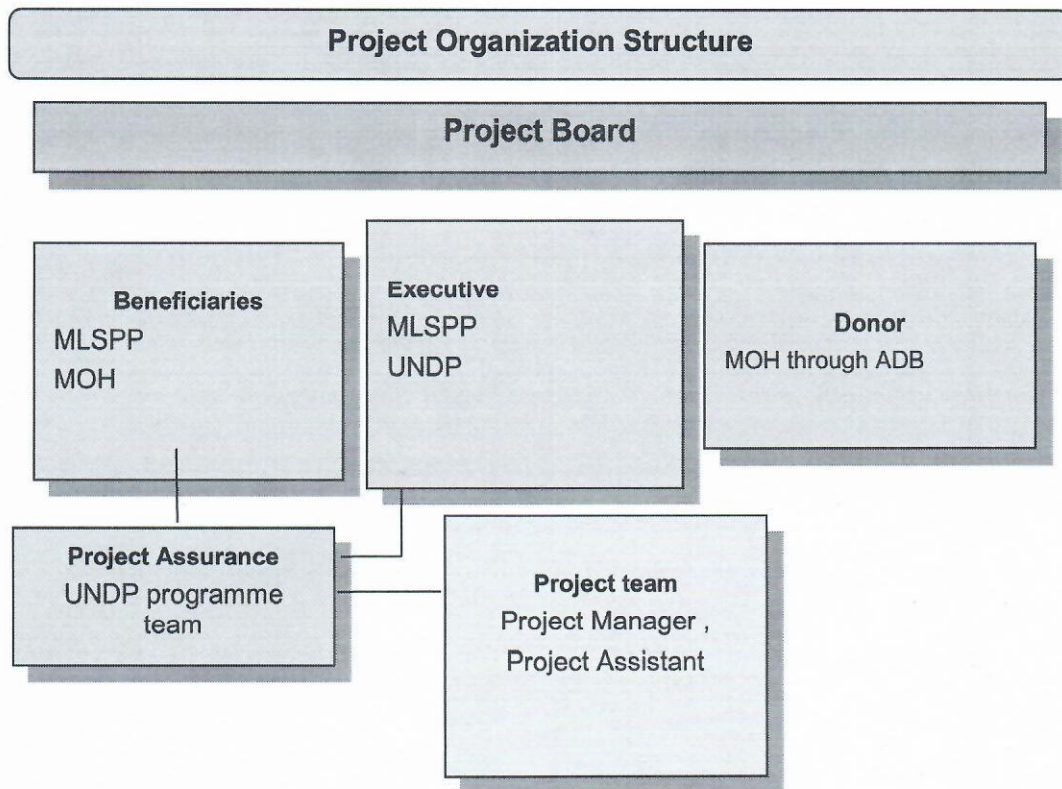 Project Organization Structure
Project Board
Beneficiaries
MLSPP
MOH
Executive
MLSPP
UNDP
Donor
MOH through ADB
Project Assurance
UNDP programme
team
Project team
Project Manager ,
Project Assistant